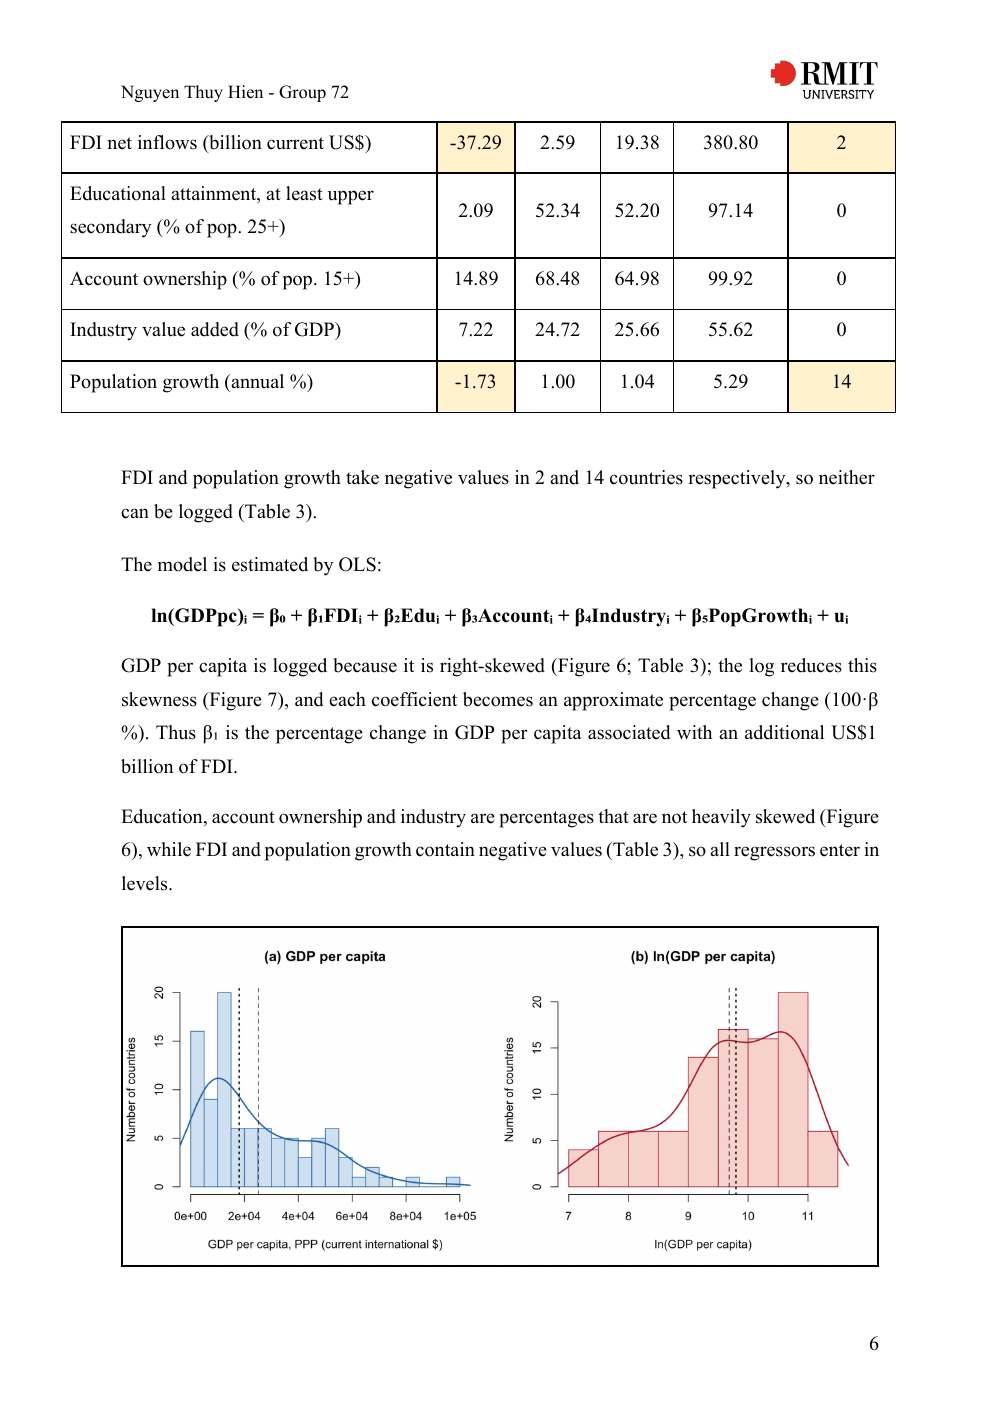 Nguyen Thuy Hien - Group 72
RMIT
UNIVERSITY
FDI net inflows (billion current US$) -37.29 2.59 19.38 380.80 2
Educational attainment, at least upper
secondary (% of pop. 25+) 2.09 52.34 52.20 97.14 0
Account ownership (% of pop. 15+) 14.89 68.48 64.98 99.92 0
Industry value added (% of GDP) 7.22 24.72 25.66 55.62 0
Population growth (annual %) -1.73 1.00 1.04 5.29 14
FDI and population growth take negative values in 2 and 14 countries respectively, so neither
can be logged (Table 3).
The model is estimated by OLS:
ln(GDPpc)ᵢ = β₀ + β₁FDIᵢ + β₂Eduᵢ + β₃Accountᵢ + β₄Industryᵢ + β₅PopGrowthᵢ + uᵢ
GDP per capita is logged because it is right-skewed (Figure 6; Table 3); the log reduces this
skewness (Figure 7), and each coefficient becomes an approximate percentage change (100·β
%). Thus β₁ is the percentage change in GDP per capita associated with an additional US$1
billion of FDI.
Education, account ownership and industry are percentages that are not heavily skewed (Figure
6), while FDI and population growth contain negative values (Table 3), so all regressors enter in
levels.
(a) GDP per capita
Number of countries
0 5 10 15 20
0e+00 2e+04 4e+04 6e+04 8e+04 1e+05
GDP per capita, PPP (current international $)
(b) ln(GDP per capita)
Number of countries
0 5 10 15 20
7 8 9 10 11
ln(GDP per capita)
6